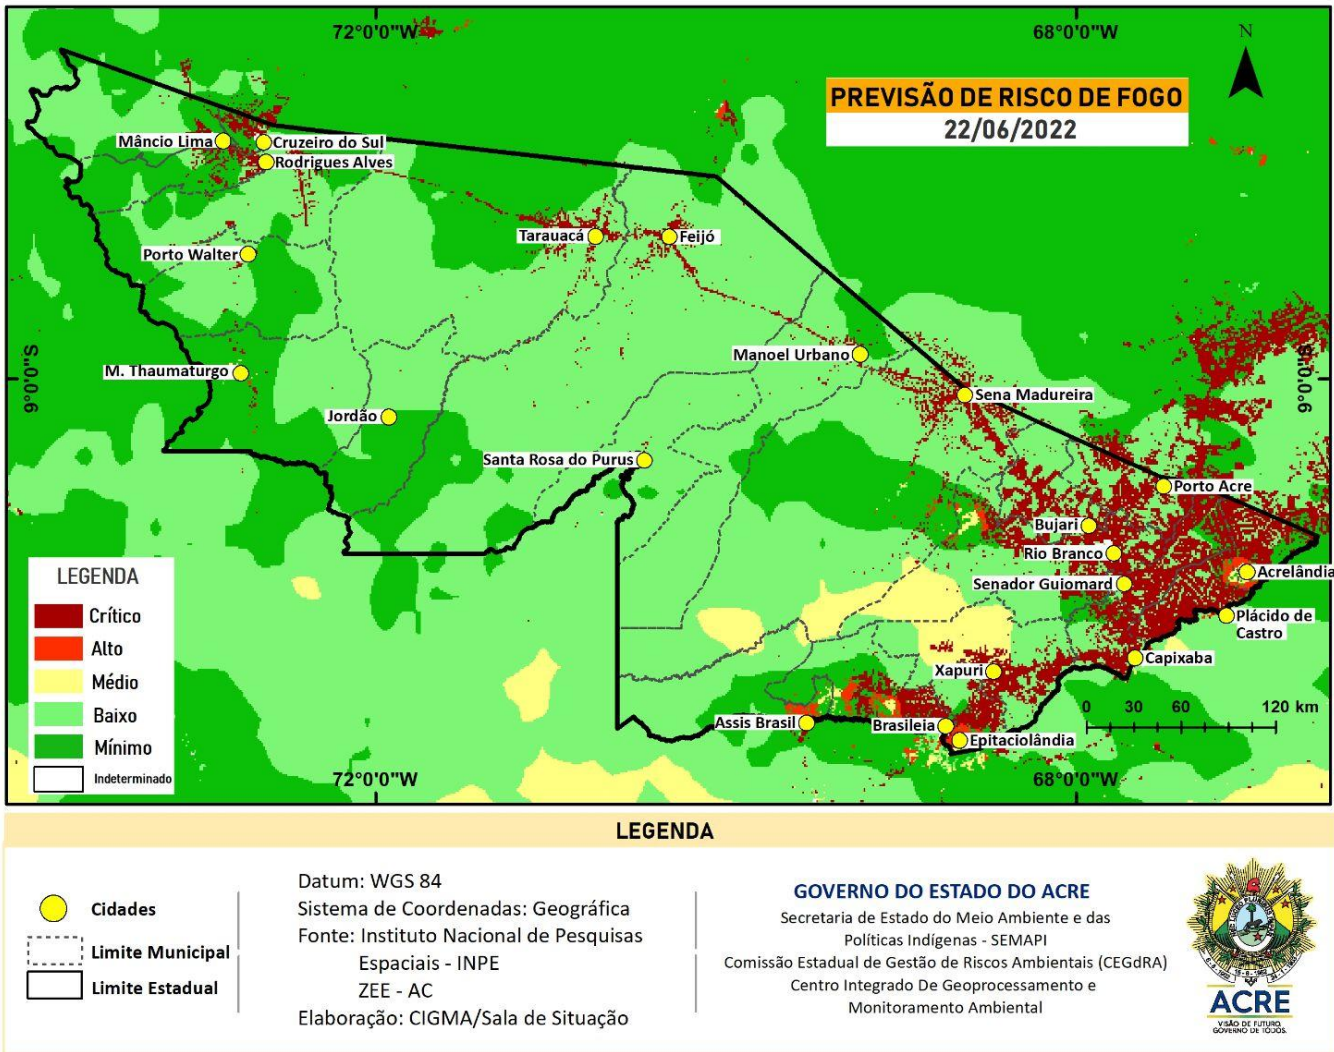 72°0'0"W
68°0'0"W
N
PREVISÃO DE RISCO DE FOGO
22/06/2022
Mâncio Lima
Cruzeiro do Sul
Rodrigues Alves
Tarauacá
Feijó
Porto Walter
Manoel Urbano
9°0'0"S
9°0'0"S
M. Thaumaturgo
Sena Madureira
Jordão
Santa Rosa do Purus
Porto Acre
Bujari
Rio Branco
Acrelândia
Senador Guiomard
Plácido de
Castro
Capixaba
Xapuri
Assis Brasil
Brasileia
Epitaciolândia
0 30 60 120 km
LEGENDA
Crítico
Alto
Médio
Baixo
Mínimo
Indeterminado
72°0'0"W
68°0'0"W
LEGENDA
Cidades
Limite Municipal
Limite Estadual
Datum: WGS 84
Sistema de Coordenadas: Geográfica
Fonte: Instituto Nacional de Pesquisas
Espaciais - INPE
ZEE - AC
Elaboração: CIGMA/Sala de Situação
GOVERNO DO ESTADO DO ACRE
Secretaria de Estado do Meio Ambiente e das
Políticas Indígenas - SEMAPI
Comissão Estadual de Gestão de Riscos Ambientais (CEGdRA)
Centro Integrado De Geoprocessamento e
Monitoramento Ambiental
ACRE
VISÃO DE FUTURO,
GOVERNO DE TODOS.